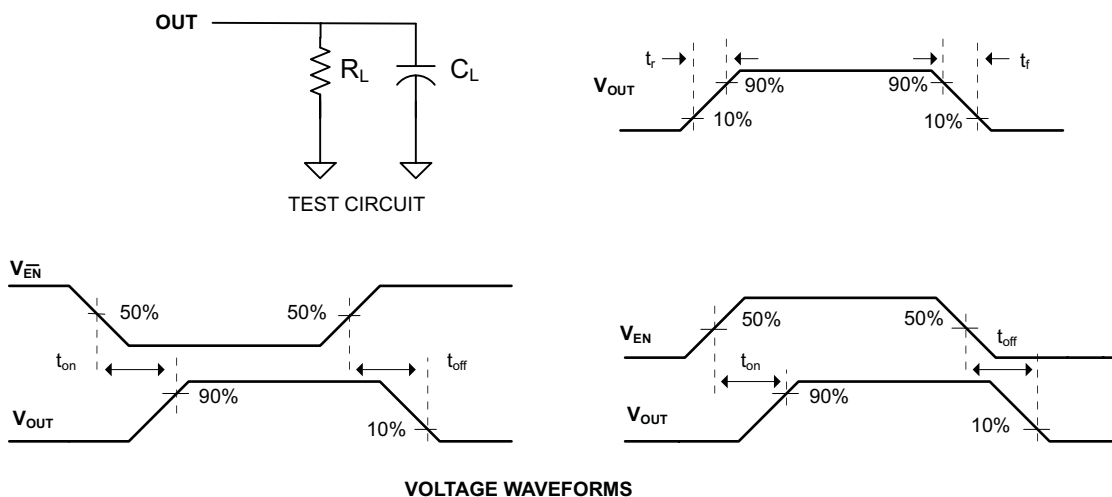 OUT
R_L
C_L
TEST CIRCUIT
t_r
t_f
V_OUT
90%
90%
10%
10%
V_E̅N̅
50%
50%
t_on
t_off
V_OUT
90%
10%
V_EN
50%
50%
t_on
t_off
V_OUT
90%
10%
VOLTAGE WAVEFORMS